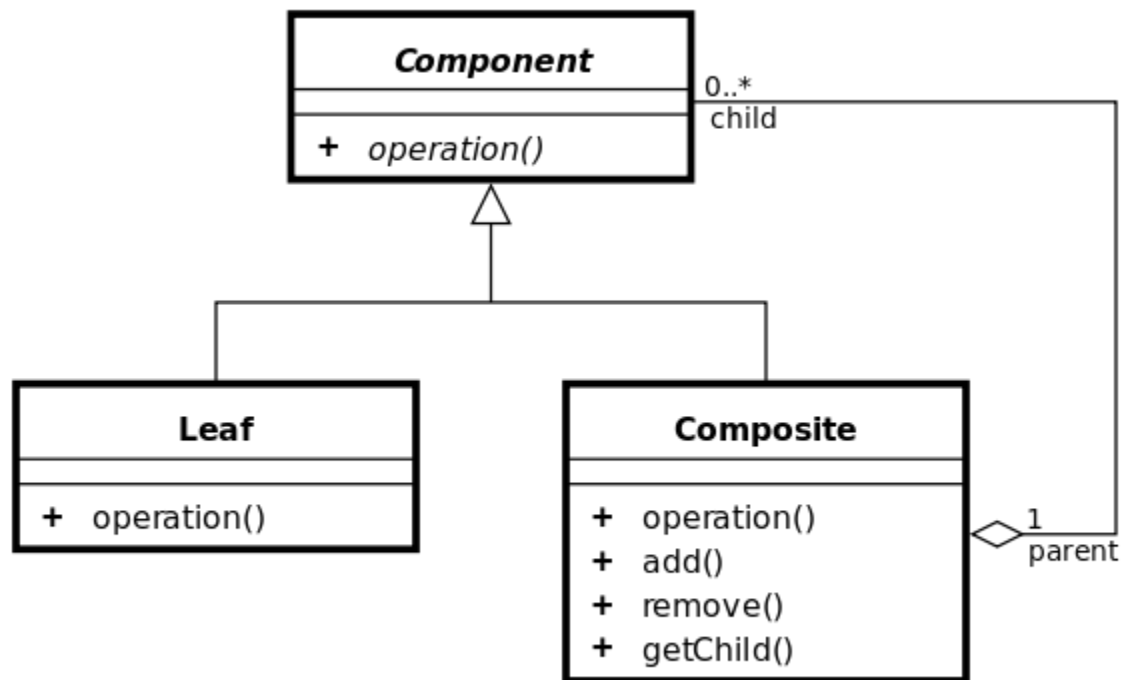 Component
0..*
child
+ operation()
Leaf
+ operation()
Composite
+ operation()
+ add()
+ remove()
+ getChild()
1
parent